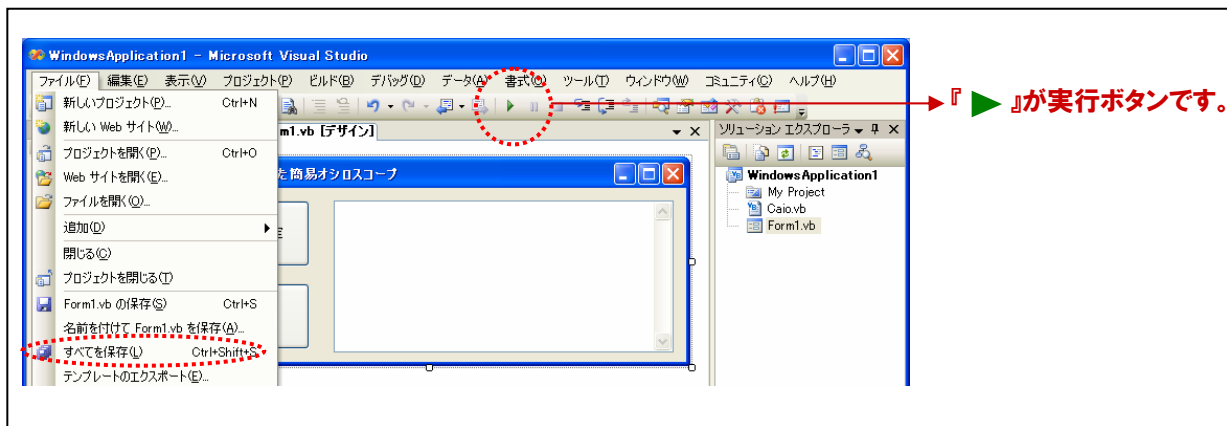 WindowsApplication1 - Microsoft Visual Studio
ファイル(F) 編集(E) 表示(V) プロジェクト(P) ビルド(B) デバッグ(D) データ(A) 書式(O) ツール(T) ウィンドウ(W) コミュニティ(C) ヘルプ(H)
『 ▶ 』が実行ボタンです。
新しいプロジェクト(P)... Ctrl+N
新しい Web サイト(W)...
プロジェクトを開く(P)... Ctrl+O
Web サイトを開く(E)...
ファイルを開く(O)...
追加(D)
閉じる(C)
プロジェクトを閉じる(T)
Form1.vb の保存(S) Ctrl+S
名前を付けて Form1.vb を保存(A)...
すべてを保存(L) Ctrl+Shift+S
テンプレートのエクスポート(E)...
m1.vb [デザイン]
た簡易オシロスコープ
ソリューション エクスプローラ
WindowsApplication1
My Project
Caio.vb
Form1.vb